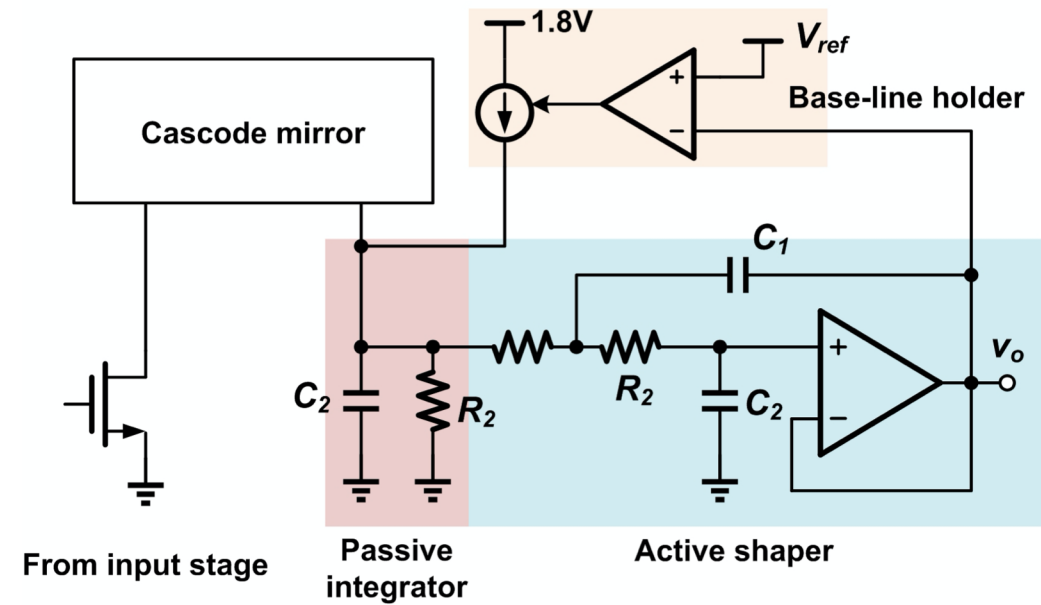 1.8V
V_ref
Base-line holder
Cascode mirror
+
−
C_1
C_2
R_2
R_2
C_2
+
−
v_o
From input stage
Passive
integrator
Active shaper